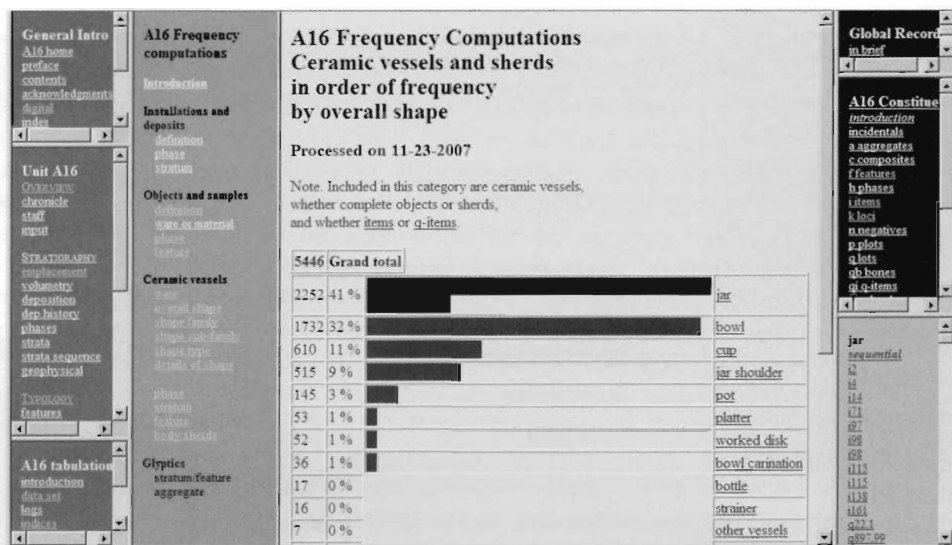 General Intro
A16 home
preface
contents
acknowledgments
digital
index
Unit A16
OVERVIEW
chronicle
staff
input
STRATIGRAPHY
emplacement
volumetry
deposition
dep.history
phases
strata
strata sequence
geophysical
TYPOLOGY
features
A16 tabulation
introduction
data set
logs
indices
A16 Frequency
computations
Introduction
Installations and
deposits
definition
phase
stratum
Objects and samples
definition
ware or material
phase
feature
Ceramic vessels
ware
overall shape
shape family
shape sub-family
shape type
details of shape
phase
stratum
feature
body sherds
Glyptics
stratum/feature
aggregate
A16 Frequency Computations
Ceramic vessels and sherds
in order of frequency
by overall shape
Processed on 11-23-2007
Note. Included in this category are ceramic vessels,
whether complete objects or sherds,
and whether items or q-items.
5446 Grand total
2252 41 % jar
1732 32 % bowl
610 11 % cup
515 9 % jar shoulder
145 3 % pot
53 1 % platter
52 1 % worked disk
36 1 % bowl carination
17 0 % bottle
16 0 % strainer
7 0 % other vessels
Global Record
in brief
A16 Constitue
introduction
incidentals
a aggregates
c composites
f features
h phases
i items
k loci
n negatives
p plots
q lots
qb bones
qi q-items
jar
sequential
i2
i4
i14
i71
i97
i98
i98
i115
i115
i138
i161
q22.1
q897.99